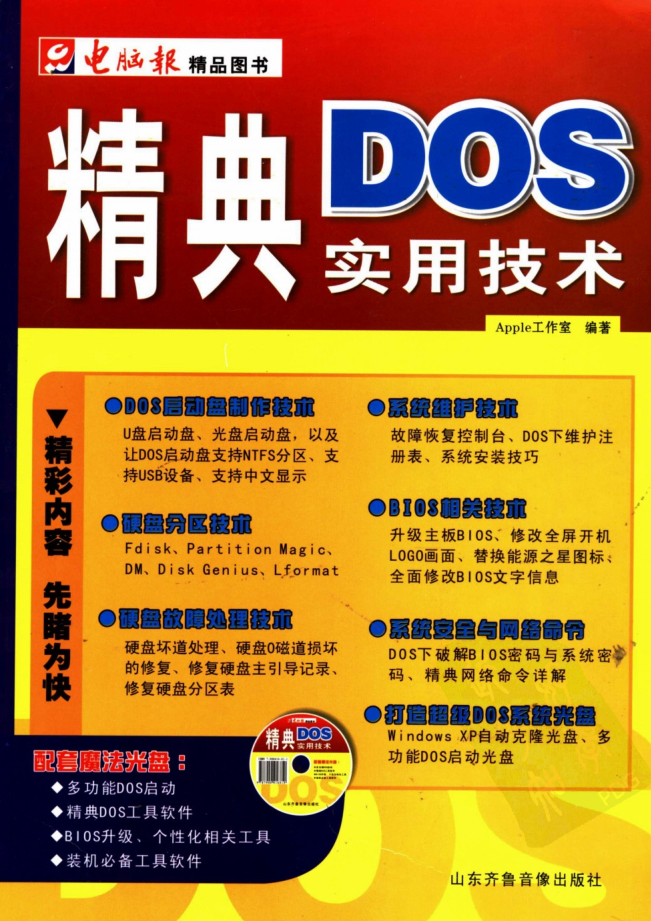 电脑报 精品图书
精典DOS
实用技术
Apple工作室 编著
▼精彩内容 先睹为快
●DOS启动盘制作技术
U盘启动盘、光盘启动盘，以及
让DOS启动盘支持NTFS分区、支
持USB设备、支持中文显示
●硬盘分区技术
Fdisk、Partition Magic、
DM、Disk Genius、Lformat
●硬盘故障处理技术
硬盘坏道处理、硬盘0磁道损坏
的修复、修复硬盘主引导记录、
修复硬盘分区表
●系统维护技术
故障恢复控制台、DOS下维护注
册表、系统安装技巧
●BIOS相关技术
升级主板BIOS、修改全屏开机
LOGO画面、替换能源之星图标、
全面修改BIOS文字信息
●系统安全与网络命令
DOS下破解BIOS密码与系统密
码、精典网络命令详解
●打造超级DOS系统光盘
Windows XP自动克隆光盘、多
功能DOS启动光盘
配套魔法光盘：
◆多功能DOS启动
◆精典DOS工具软件
◆BIOS升级、个性化相关工具
◆装机必备工具软件
精典DOS
实用技术
山东齐鲁音像出版社
DOS
山东齐鲁音像出版社